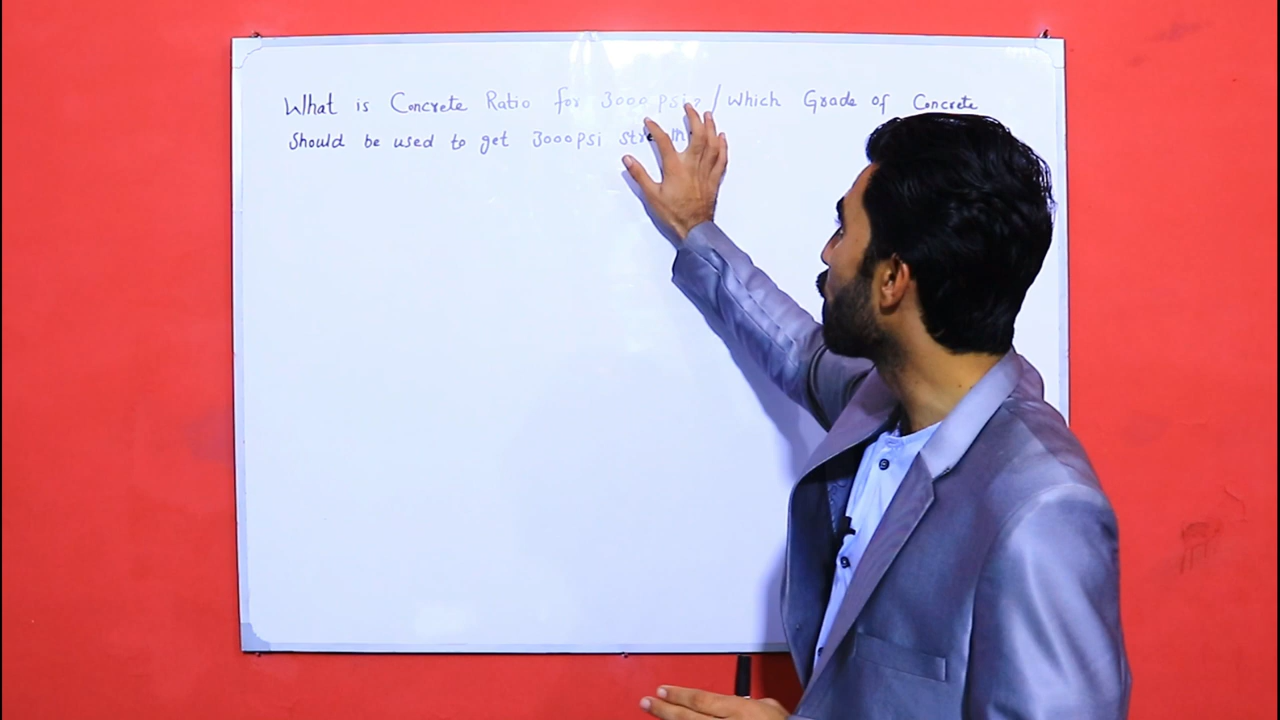 What is Concrete Ratio for 3000 psi? / Which Grade of Concrete
Should be used to get 3000psi